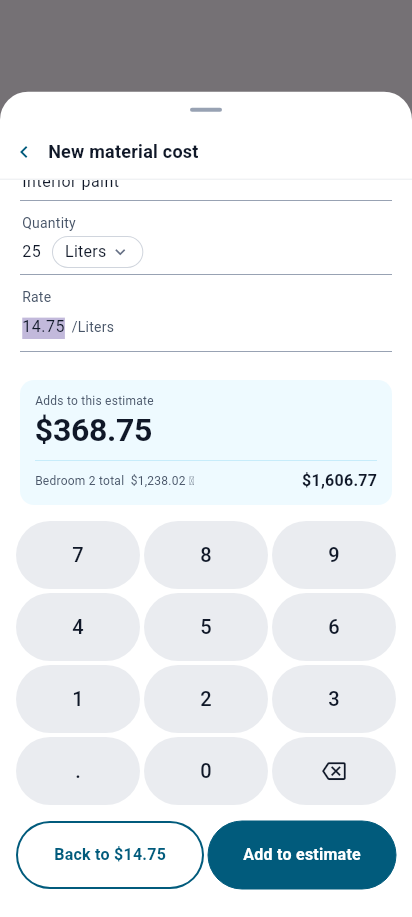 New material cost
Interior paint
Quantity
25 Liters
Rate
14.75 /Liters
Adds to this estimate
$368.75
Bedroom 2 total $1,238.02 $1,606.77
7 8 9
4 5 6
1 2 3
. 0
Back to $14.75 Add to estimate